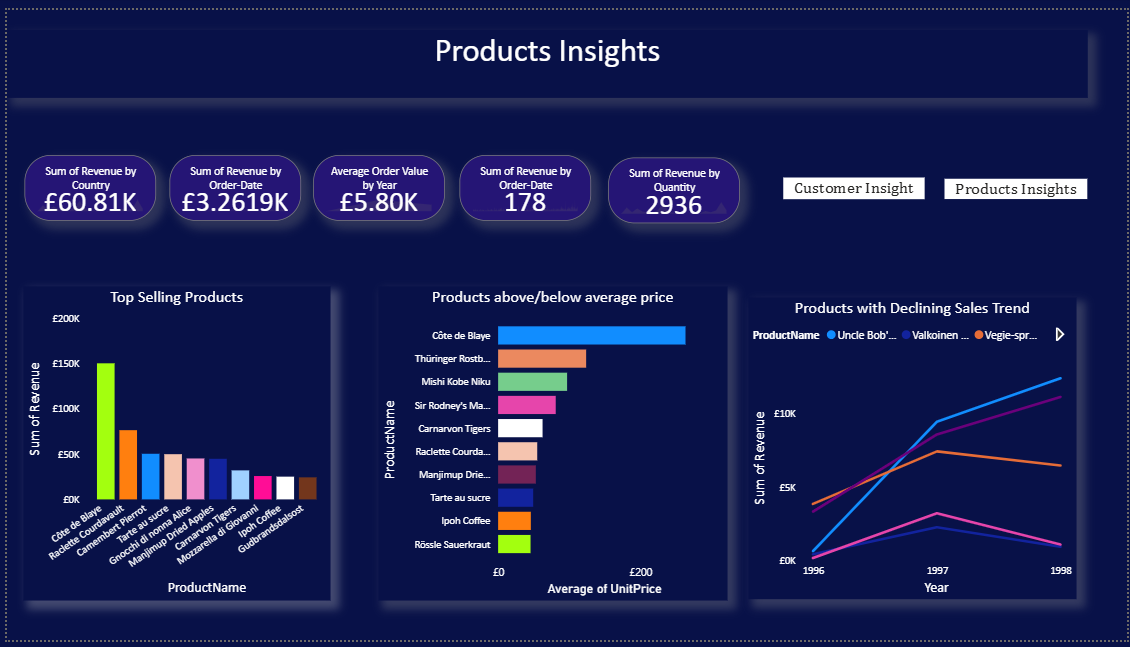 Products Insights
Sum of Revenue by
Country
£60.81K
Sum of Revenue by
Order-Date
£3.2619K
Average Order Value
by Year
£5.80K
Sum of Revenue by
Order-Date
178
Sum of Revenue by
Quantity
2936
Customer Insight
Products Insights
Top Selling Products
Sum of Revenue
£200K
£150K
£100K
£50K
£0K
Côte de Blaye
Raclette Courdavault
Camembert Pierrot
Tarte au sucre
Gnocchi di nonna Alice
Manjimup Dried Apples
Carnarvon Tigers
Mozzarella di Giovanni
Ipoh Coffee
Gudbrandsdalsost
ProductName
Products above/below average price
ProductName
Côte de Blaye
Thüringer Rostb...
Mishi Kobe Niku
Sir Rodney's Ma...
Carnarvon Tigers
Raclette Courda...
Manjimup Drie...
Tarte au sucre
Ipoh Coffee
Rössle Sauerkraut
£0 £200
Average of UnitPrice
Products with Declining Sales Trend
ProductName Uncle Bob'... Valkoinen ... Vegie-spr...
Sum of Revenue
£10K
£5K
£0K
1996 1997 1998
Year